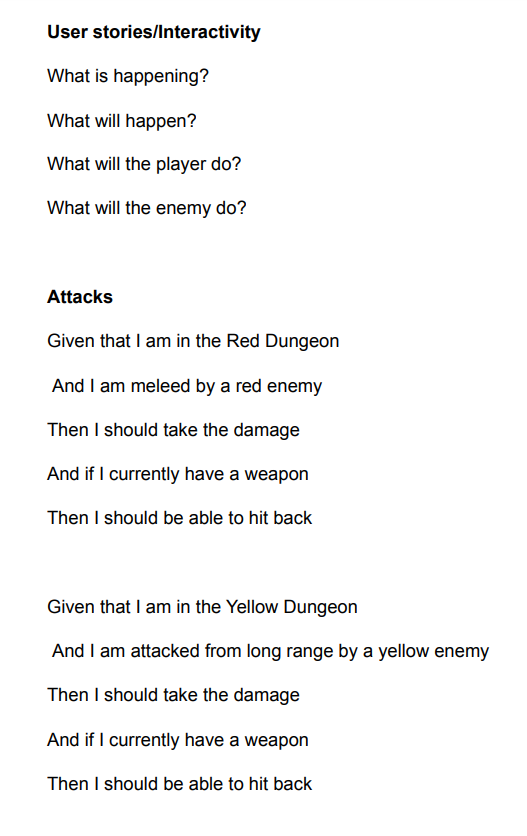 User stories/Interactivity
What is happening?
What will happen?
What will the player do?
What will the enemy do?
Attacks
Given that I am in the Red Dungeon
And I am meleed by a red enemy
Then I should take the damage
And if I currently have a weapon
Then I should be able to hit back
Given that I am in the Yellow Dungeon
And I am attacked from long range by a yellow enemy
Then I should take the damage
And if I currently have a weapon
Then I should be able to hit back